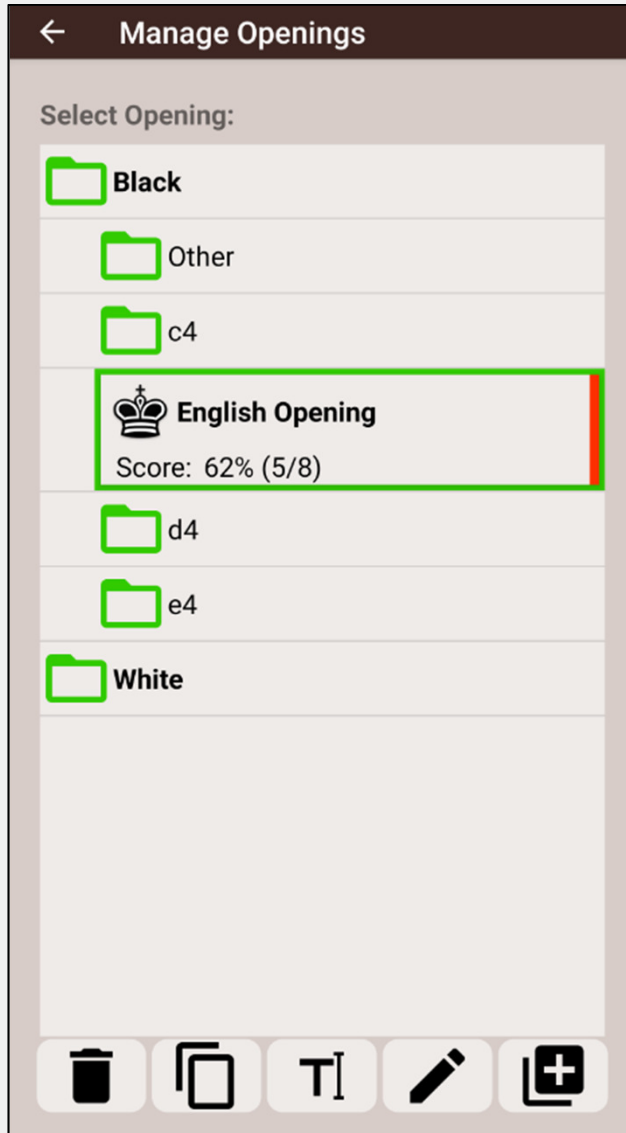 Manage Openings
Select Opening:
Black
Other
c4
English Opening
Score: 62% (5/8)
d4
e4
White